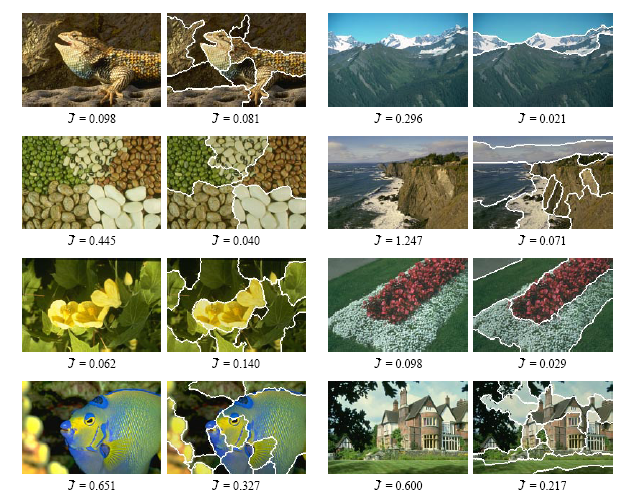 J = 0.098 J = 0.081 J = 0.296 J = 0.021
J = 0.445 J = 0.040 J = 1.247 J = 0.071
J = 0.062 J = 0.140 J = 0.098 J = 0.029
J = 0.651 J = 0.327 J = 0.600 J = 0.217